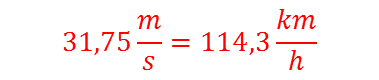 31,75 m/s = 114,3 km/h